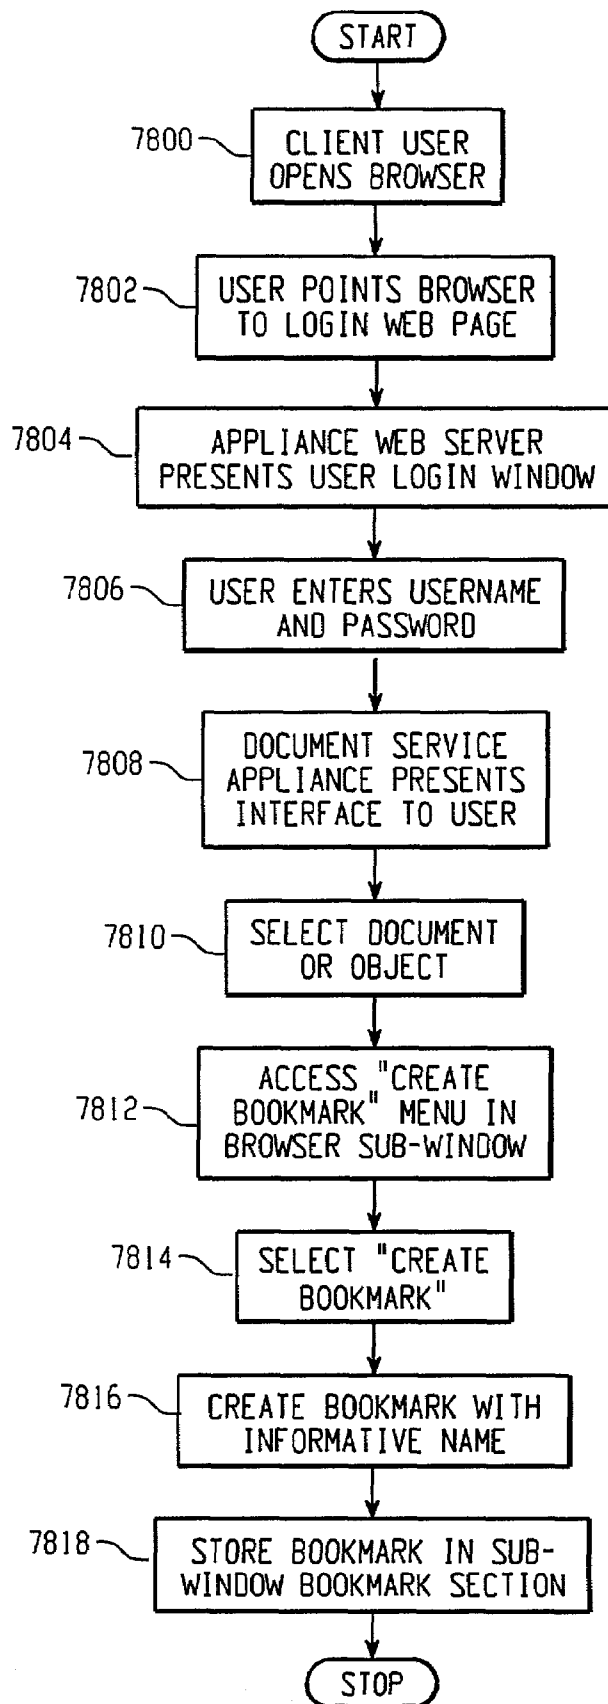 START
7800
CLIENT USER
OPENS BROWSER
7802
USER POINTS BROWSER
TO LOGIN WEB PAGE
7804
APPLIANCE WEB SERVER
PRESENTS USER LOGIN WINDOW
7806
USER ENTERS USERNAME
AND PASSWORD
7808
DOCUMENT SERVICE
APPLIANCE PRESENTS
INTERFACE TO USER
7810
SELECT DOCUMENT
OR OBJECT
7812
ACCESS "CREATE
BOOKMARK" MENU IN
BROWSER SUB-WINDOW
7814
SELECT "CREATE
BOOKMARK"
7816
CREATE BOOKMARK WITH
INFORMATIVE NAME
7818
STORE BOOKMARK IN SUB-
WINDOW BOOKMARK SECTION
STOP